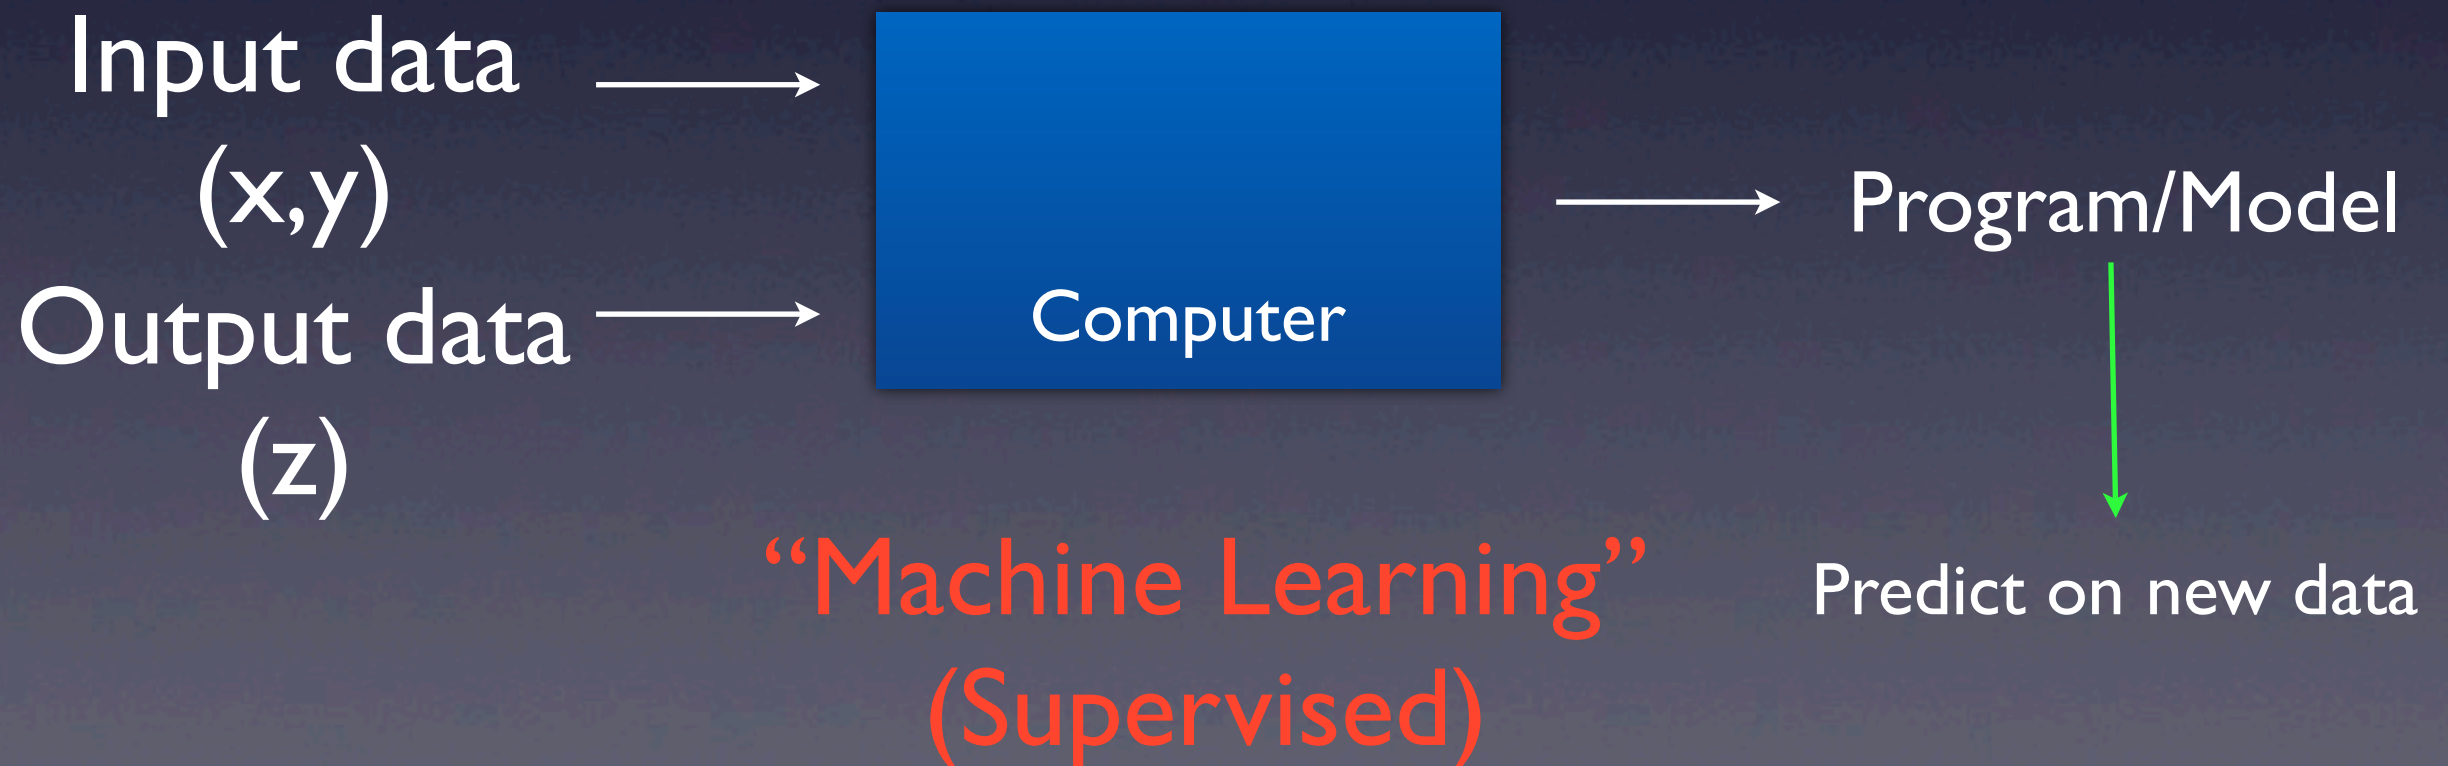 Input data
(x,y)
Output data
(z)
Computer
Program/Model
Predict on new data
“Machine Learning”
(Supervised)